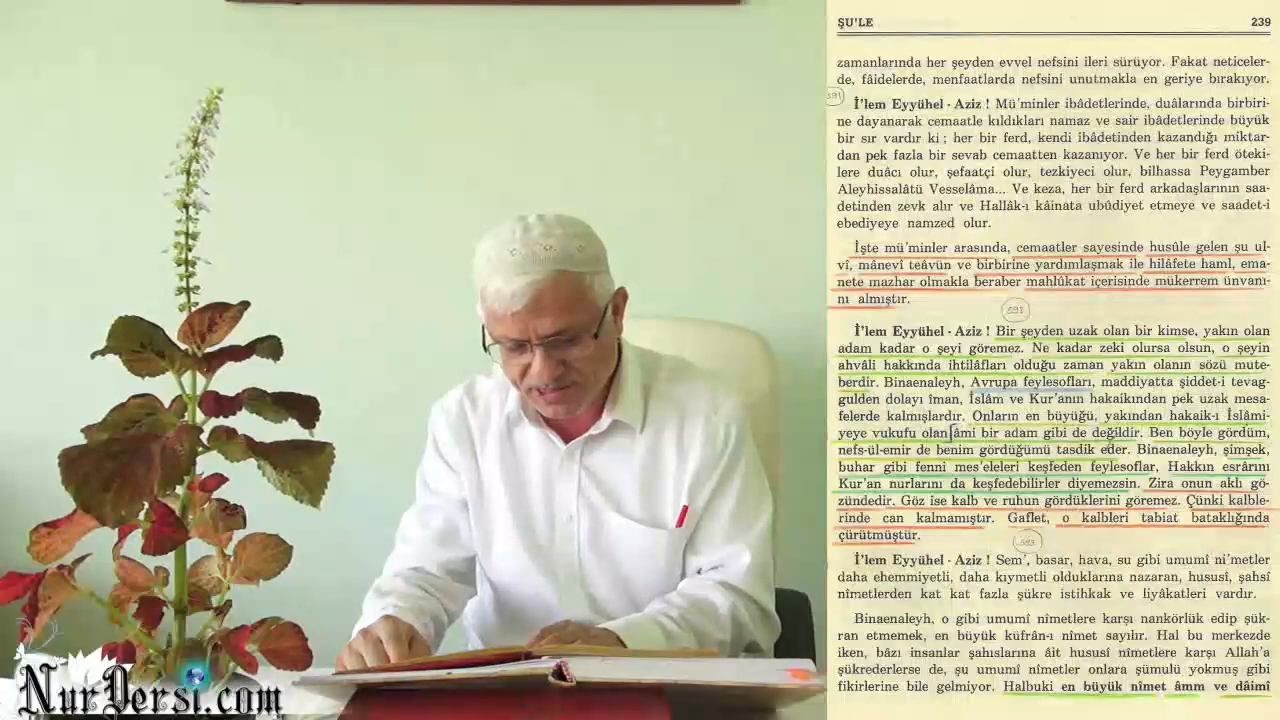 ŞU'LE 239
zamanlarında her şeyden evvel nefsini ileri sürüyor. Fakat neticeler-
de, fâidelerde, menfaatlarda nefsini unutmakla en geriye bırakıyor.
591
İ'lem Eyyühel - Aziz ! Mü'minler ibâdetlerinde, duâlarında birbiri-
ne dayanarak cemaatle kıldıkları namaz ve sair ibâdetlerinde büyük
bir sır vardır ki ; her bir ferd, kendi ibâdetinden kazandığı miktar-
dan pek fazla bir sevab cemaatten kazanıyor. Ve her bir ferd öteki-
lere duâcı olur, şefaatçi olur, tezkiyeci olur, bilhassa Peygamber
Aleyhissalâtü Vesselâma... Ve keza, her bir ferd arkadaşlarının saa-
detinden zevk alır ve Hallâk-ı kâinata ubûdiyet etmeye ve saadet-i
ebediyeye namzed olur.
İşte mü'minler arasında, cemaatler sayesinde husûle gelen şu ul-
vî, mânevî teâvün ve birbirine yardımlaşmak ile hilâfete haml, ema-
nete mazhar olmakla beraber mahlûkat içerisinde mükerrem ünvanı-
nı almıştır.
İ'lem Eyyühel - Aziz ! Bir şeyden uzak olan bir kimse, yakın olan
adam kadar o şeyi göremez. Ne kadar zeki olursa olsun, o şeyin
ahvâli hakkında ihtilâfları olduğu zaman yakın olanın sözü mute-
berdir. Binaenaleyh, Avrupa feylesofları, maddiyatta şiddet-i tevag-
gulden dolayı îman, İslâm ve Kur'anın hakaikından pek uzak mesa-
felerde kalmışlardır. Onların en büyüğü, yakından hakaik-ı İslâmi-
yeye vukufu olan âmi bir adam gibi de değildir. Ben böyle gördüm,
nefs-ül-emir de benim gördüğümü tasdik eder. Binaenaleyh, şimşek,
buhar gibi fenni mes'eleleri keşfeden feylesoflar, Hakkın esrârını
Kur'an nurlarını da keşfedebilirler diyemezsin. Zira onun aklı gö-
zündedir. Göz ise kalb ve ruhun gördüklerini göremez. Çünki kalble-
rinde can kalmamıştır. Gaflet, o kalbleri tabiat bataklığında
çürütmüştür.
İ'lem Eyyühel - Aziz ! Sem', basar, hava, su gibi umumî ni'metler
daha ehemmiyetli, daha kıymetli olduklarına nazaran, hususî, şahsî
nîmetlerden kat kat fazla şükre istihkak ve liyâkatleri vardır.
Binaenaleyh, o gibi umumî nîmetlere karşı nankörlük edip şük-
ran etmemek, en büyük küfrân-ı nîmet sayılır. Hal bu merkezde
iken, bâzı insanlar şahıslarına âit hususî nîmetlere karşı Allah'a
şükrederlerse de, şu umumî nîmetler onlara şümulü yokmuş gibi
fikirlerine bile gelmiyor. Halbuki en büyük nîmet âmm ve dâimî
NurDersi.com